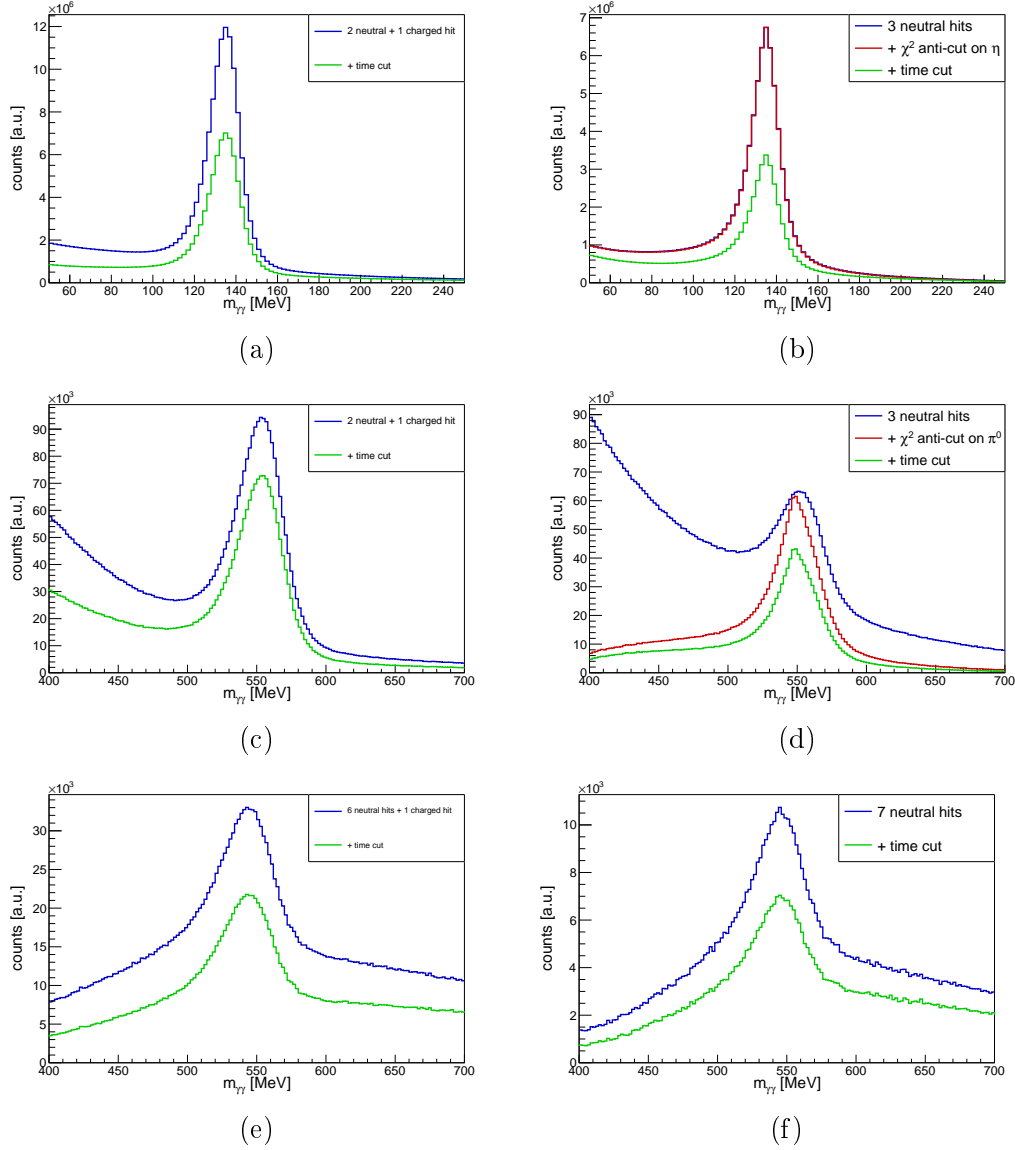 ×10⁶
12
10
8
6
4
2
0
counts [a.u.]
2 neutral + 1 charged hit
+ time cut
60 80 100 120 140 160 180 200 220 240
mγγ [MeV]
(a)
×10⁶
7
6
5
4
3
2
1
0
counts [a.u.]
3 neutral hits
+ χ² anti-cut on η
+ time cut
60 80 100 120 140 160 180 200 220 240
mγγ [MeV]
(b)
×10³
90
80
70
60
50
40
30
20
10
0
counts [a.u.]
2 neutral + 1 charged hit
+ time cut
400 450 500 550 600 650 700
mγγ [MeV]
(c)
×10³
90
80
70
60
50
40
30
20
10
0
counts [a.u.]
3 neutral hits
+ χ² anti-cut on π⁰
+ time cut
400 450 500 550 600 650 700
mγγ [MeV]
(d)
×10³
30
25
20
15
10
5
0
counts [a.u.]
6 neutral hits + 1 charged hit
+ time cut
400 450 500 550 600 650 700
mγγ [MeV]
(e)
×10³
10
8
6
4
2
0
counts [a.u.]
7 neutral hits
+ time cut
400 450 500 550 600 650 700
mγγ [MeV]
(f)